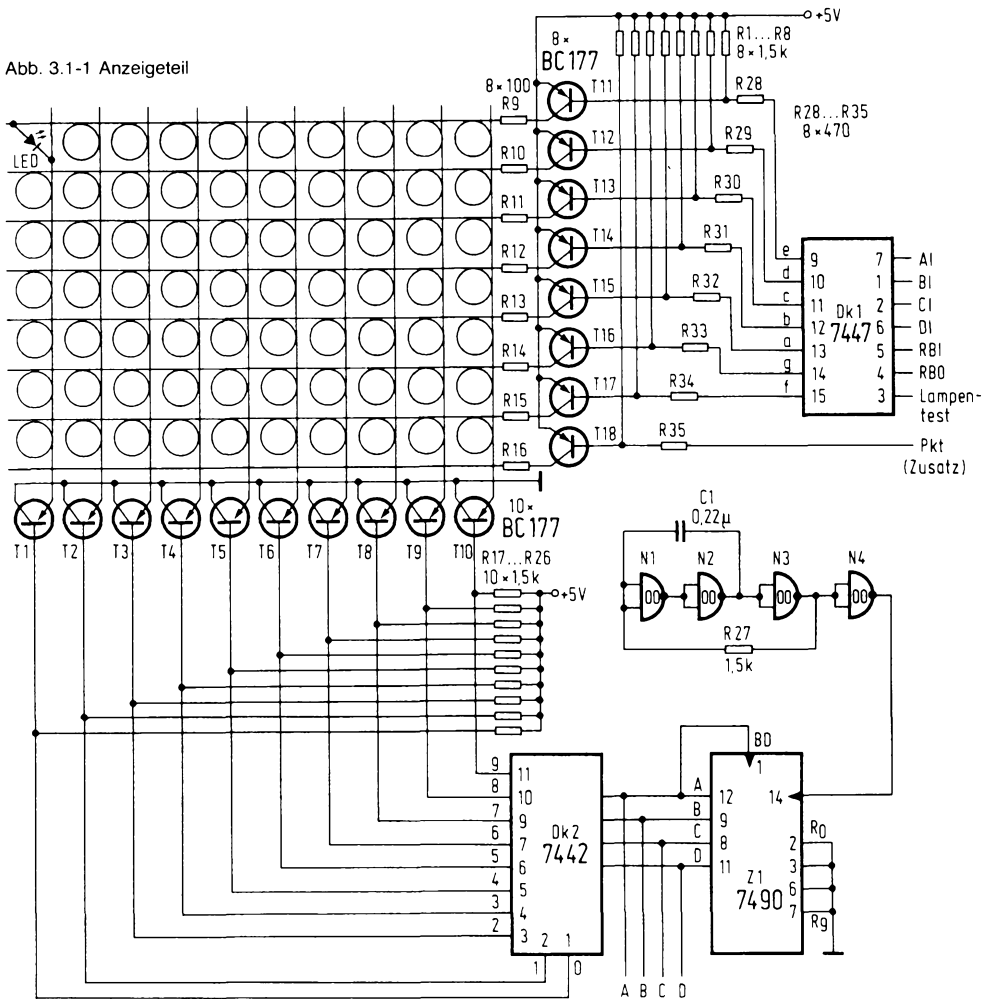 Abb. 3.1-1 Anzeigeteil
+5V
R1...R8
8×1,5k
8×
BC177
8×100
R9
T11
R28
R28...R35
8×470
LED
R10
T12
R29
R11
T13
R30
R12
T14
R31
R13
T15
R32
R14
T16
R33
R15
T17
R34
R16
T18
R35
e
d
c
b
a
g
f
9
10
11
12
13
14
15
Dk1
7447
7
1
2
6
5
4
3
A1
B1
C1
D1
RBI
RBO
Lampen-
test
Pkt
(Zusatz)
T1
T2
T3
T4
T5
T6
T7
T8
T9
T10
10×
BC177
R17...R26
10×1,5k
+5V
C1
0,22µ
N1
N2
N3
N4
00
00
00
00
R27
1,5k
9
8
7
6
5
4
3
2
1
0
11
10
9
7
6
5
4
3
2
1
Dk2
7442
A
B
C
D
BD
1
12
9
8
11
14
2
3
6
7
R0
R9
Z1
7490
A B C D